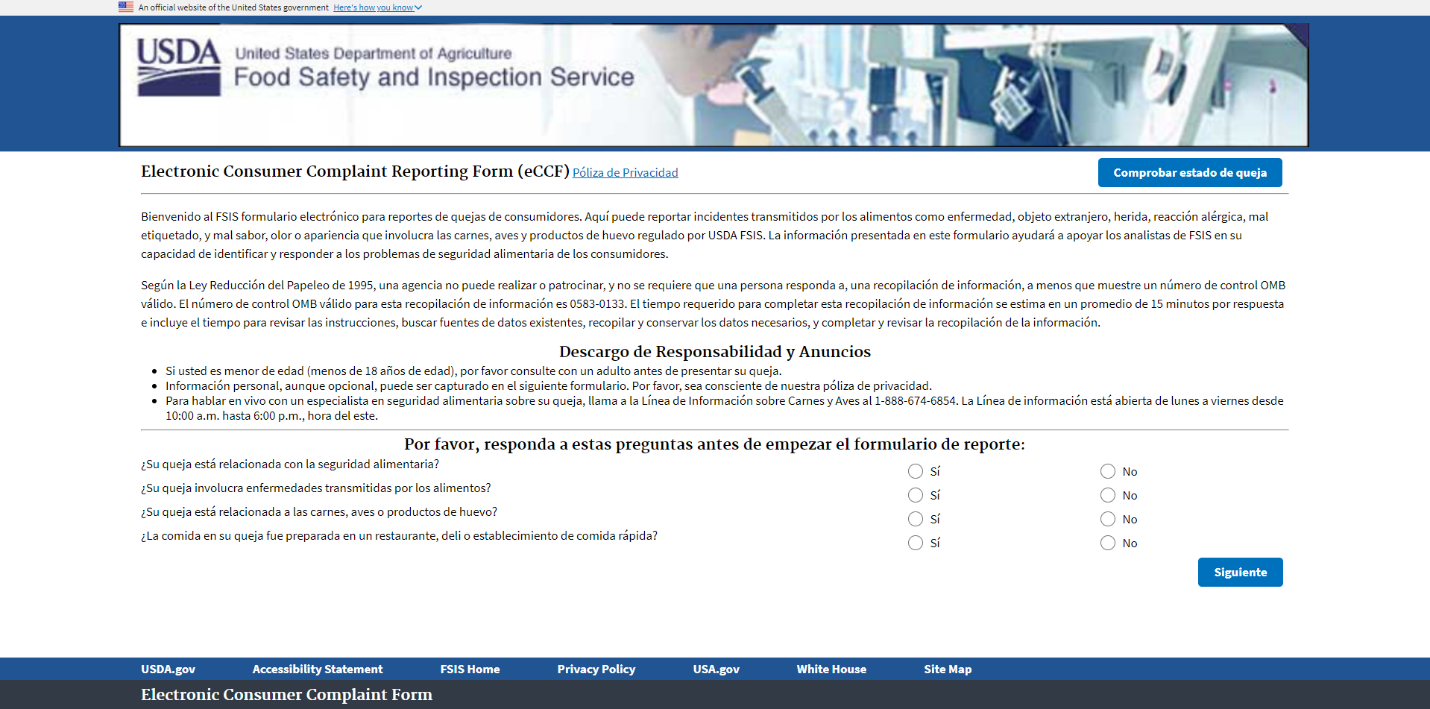 An official website of the United States government Here's how you know
USDA
United States Department of Agriculture
Food Safety and Inspection Service
Electronic Consumer Complaint Reporting Form (eCCF) Póliza de Privacidad
Comprobar estado de queja
Bienvenido al FSIS formulario electrónico para reportes de quejas de consumidores. Aquí puede reportar incidentes transmitidos por los alimentos como enfermedad, objeto extranjero, herida, reacción alérgica, mal
etiquetado, y mal sabor, olor o apariencia que involucra las carnes, aves y productos de huevo regulado por USDA FSIS. La información presentada en este formulario ayudará a apoyar los analistas de FSIS en su
capacidad de identificar y responder a los problemas de seguridad alimentaria de los consumidores.
Según la Ley Reducción del Papeleo de 1995, una agencia no puede realizar o patrocinar, y no se requiere que una persona responda a, una recopilación de información, a menos que muestre un número de control OMB
válido. El número de control OMB válido para esta recopilación de información es 0583-0133. El tiempo requerido para completar esta recopilación de información se estima en un promedio de 15 minutos por respuesta
e incluye el tiempo para revisar las instrucciones, buscar fuentes de datos existentes, recopilar y conservar los datos necesarios, y completar y revisar la recopilación de la información.
Descargo de Responsabilidad y Anuncios
• Si usted es menor de edad (menos de 18 años de edad), por favor consulte con un adulto antes de presentar su queja.
• Información personal, aunque opcional, puede ser capturado en el siguiente formulario. Por favor, sea consciente de nuestra póliza de privacidad.
• Para hablar en vivo con un especialista en seguridad alimentaria sobre su queja, llama a la Línea de Información sobre Carnes y Aves al 1-888-674-6854. La Línea de información está abierta de lunes a viernes desde
10:00 a.m. hasta 6:00 p.m., hora del este.
Por favor, responda a estas preguntas antes de empezar el formulario de reporte:
¿Su queja está relacionada con la seguridad alimentaria? Sí No
¿Su queja involucra enfermedades transmitidas por los alimentos? Sí No
¿Su queja está relacionada a las carnes, aves o productos de huevo? Sí No
¿La comida en su queja fue preparada en un restaurante, deli o establecimiento de comida rápida? Sí No
Siguiente
USDA.gov Accessibility Statement FSIS Home Privacy Policy USA.gov White House Site Map
Electronic Consumer Complaint Form